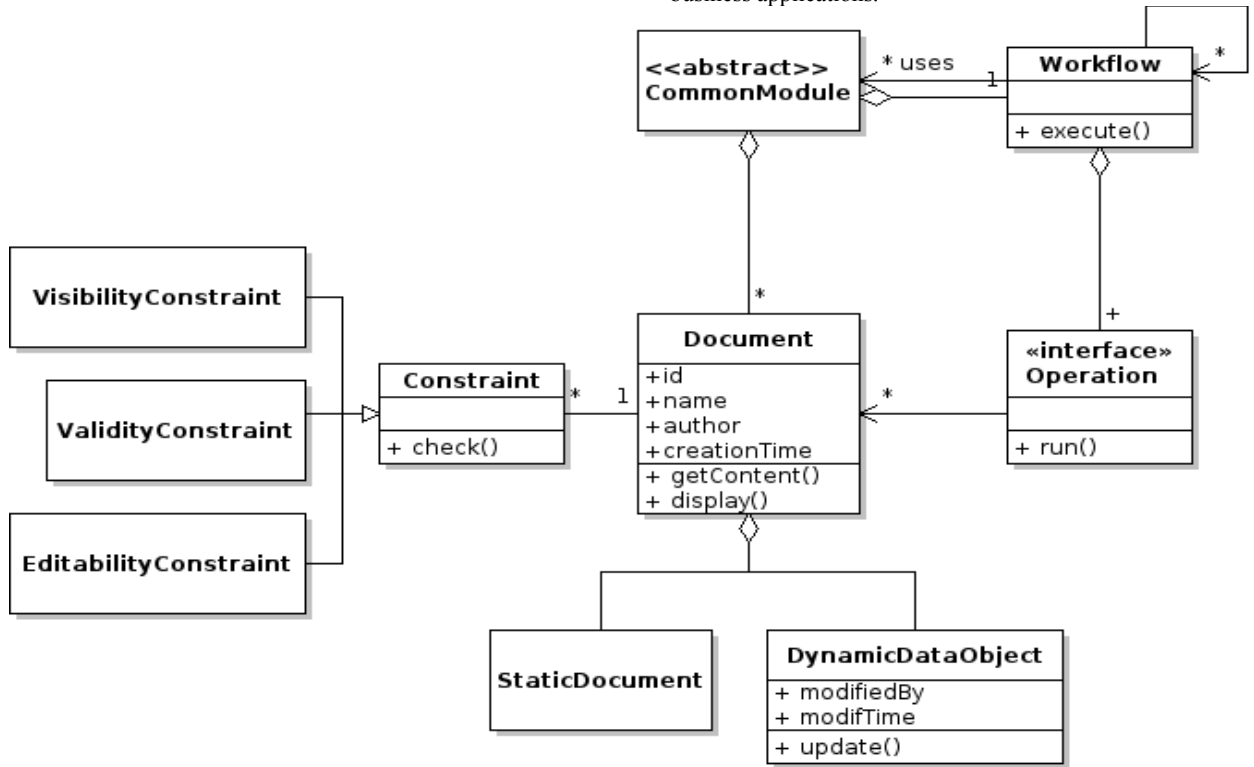 business applications.
<<abstract>>
CommonModule
* uses
1
Workflow
+ execute()
*
VisibilityConstraint
ValidityConstraint
EditabilityConstraint
Constraint
+ check()
*
1
*
Document
+id
+name
+author
+creationTime
+ getContent()
+ display()
*
+
«interface»
Operation
+ run()
StaticDocument
DynamicDataObject
+ modifiedBy
+ modifTime
+ update()